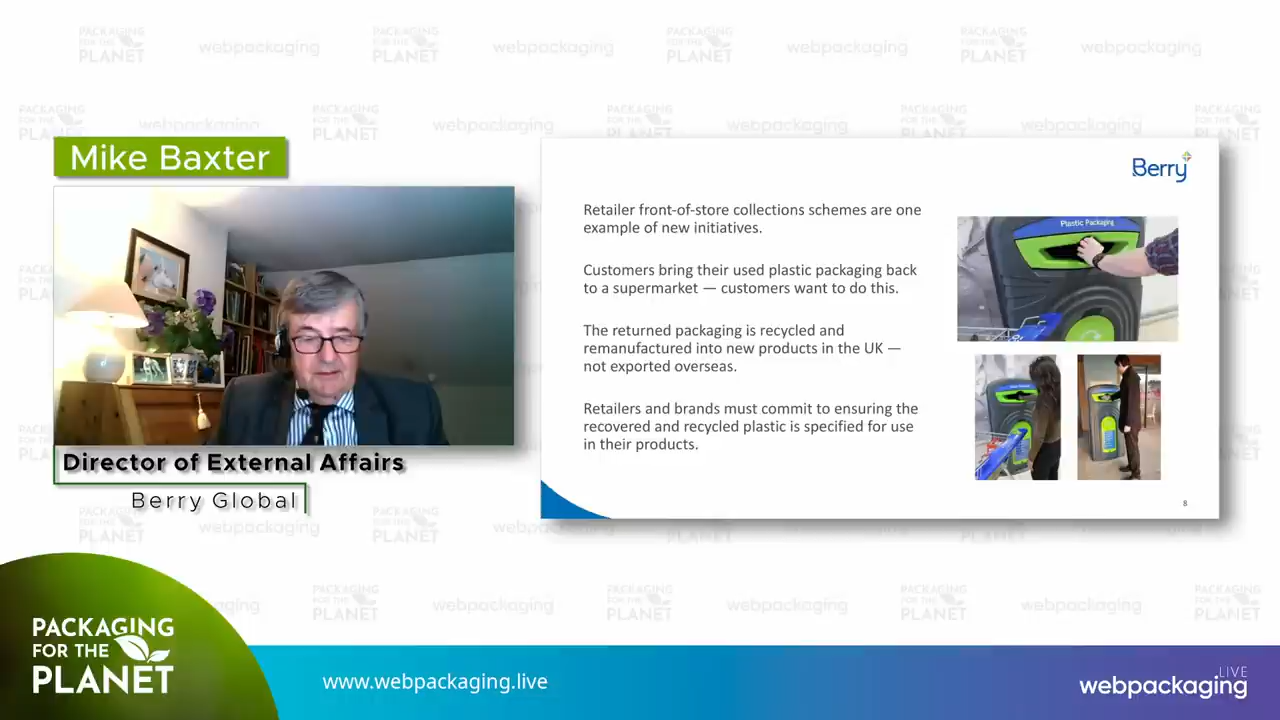 Mike Baxter
Director of External Affairs
Berry Global
Berry
Retailer front-of-store collections schemes are one
example of new initiatives.
Customers bring their used plastic packaging back
to a supermarket — customers want to do this.
The returned packaging is recycled and
remanufactured into new products in the UK —
not exported overseas.
Retailers and brands must commit to ensuring the
recovered and recycled plastic is specified for use
in their products.
Plastic Packaging
8
PACKAGING
FOR THE
PLANET
www.webpackaging.live
LIVE
webpackaging